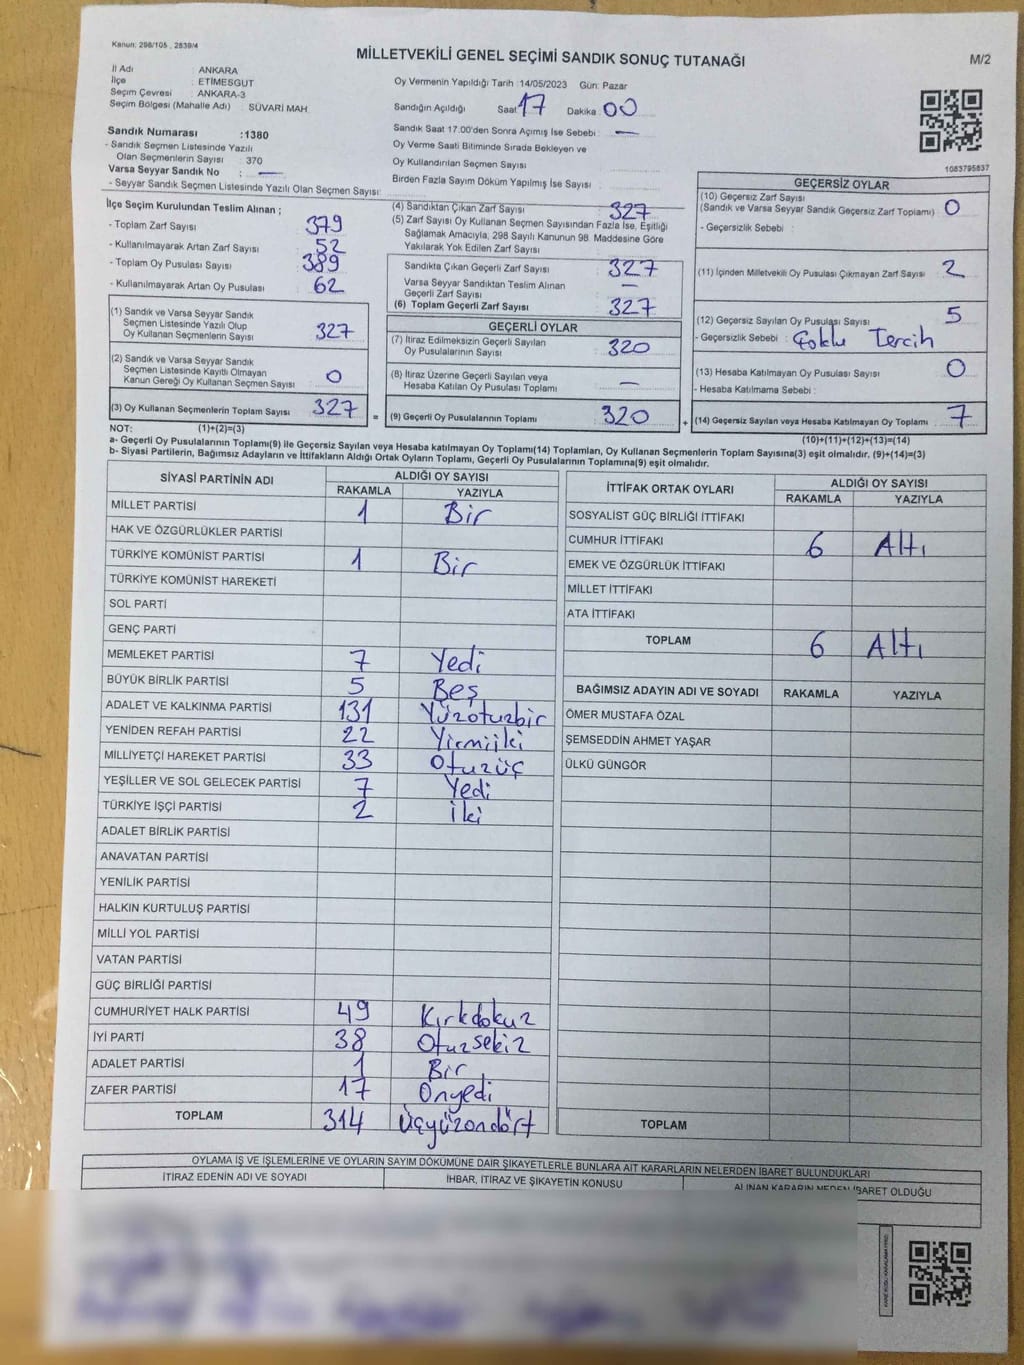 Kanun: 298/105 , 2839/4
MİLLETVEKİLİ GENEL SEÇİMİ SANDIK SONUÇ TUTANAĞI
M/2
İl Adı : ANKARA
İlçe : ETİMESGUT
Seçim Çevresi : ANKARA-3
Seçim Bölgesi (Mahalle Adı) : SÜVARİ MAH.
Oy Vermenin Yapıldığı Tarih : 14/05/2023 Gün: Pazar
Sandığın Açıldığı Saat 17 Dakika 00
Sandık Saat 17.00'den Sonra Açımış İse Sebebi : —
Oy Verme Saati Bitiminde Sırada Bekleyen ve
Oy Kullandırılan Seçmen Sayısı :
Birden Fazla Sayım Döküm Yapılmış İse Sayısı :
1083795837
Sandık Numarası :1380
- Sandık Seçmen Listesinde Yazılı
Olan Seçmenlerin Sayısı : 370
Varsa Seyyar Sandık No : —
- Seyyar Sandık Seçmen Listesinde Yazılı Olan Seçmen Sayısı:
İlçe Seçim Kurulundan Teslim Alınan ;
- Toplam Zarf Sayısı : 379
- Kullanılmayarak Artan Zarf Sayısı : 52
- Toplam Oy Pusulası Sayısı : 389
- Kullanılmayarak Artan Oy Pusulası : 62
(1) Sandık ve Varsa Seyyar Sandık
Seçmen Listesinde Yazılı Olup
Oy Kullanan Seçmenlerin Sayısı : 327
(2) Sandık ve Varsa Seyyar Sandık
Seçmen Listesinde Kayıtlı Olmayan
Kanun Gereği Oy Kullanan Seçmen Sayısı : 0
(3) Oy Kullanan Seçmenlerin Toplam Sayısı : 327 =
(4) Sandıktan Çıkan Zarf Sayısı : 327
(5) Zarf Sayısı Oy Kullanan Seçmen Sayısından Fazla İse, Eşitliği
Sağlamak Amacıyla, 298 Sayılı Kanunun 98. Maddesine Göre
Yakılarak Yok Edilen Zarf Sayısı :
Sandıkta Çıkan Geçerli Zarf Sayısı : 327
Varsa Seyyar Sandıktan Teslim Alınan
Geçerli Zarf Sayısı : —
(6) Toplam Geçerli Zarf Sayısı : 327
GEÇERLİ OYLAR
(7) İtiraz Edilmeksizin Geçerli Sayılan
Oy Pusulalarının Sayısı : 320
(8) İtiraz Üzerine Geçerli Sayılan veya
Hesaba Katılan Oy Pusulası Toplamı : —
(9) Geçerli Oy Pusulalarının Toplamı : 320 +
GEÇERSİZ OYLAR
(10) Geçersiz Zarf Sayısı
(Sandık ve Varsa Seyyar Sandık Geçersiz Zarf Toplamı) : 0
- Geçersizlik Sebebi :
(11) İçinden Milletvekili Oy Pusulası Çıkmayan Zarf Sayısı : 2
(12) Geçersiz Sayılan Oy Pusulası Sayısı : 5
- Geçersizlik Sebebi : Çoklu Tercih
(13) Hesaba Katılmayan Oy Pusulası Sayısı : 0
- Hesaba Katılmama Sebebi :
(14) Geçersiz Sayılan veya Hesaba Katılmayan Oy Toplamı : 7
NOT: (1)+(2)=(3)
(10)+(11)+(12)+(13)=(14)
a- Geçerli Oy Pusulalarının Toplamı(9) ile Geçersiz Sayılan veya Hesaba katılmayan Oy Toplamı(14) Toplamları, Oy Kullanan Seçmenlerin Toplam Sayısına(3) eşit olmalıdır. (9)+(14)=(3)
b- Siyasi Partilerin, Bağımsız Adayların ve İttifakların Aldığı Ortak Oyların Toplamı, Geçerli Oy Pusulalarının Toplamına(9) eşit olmalıdır.
SİYASİ PARTİNİN ADI ALDIĞI OY SAYISI
RAKAMLA YAZIYLA
MİLLET PARTİSİ 1 Bir
HAK VE ÖZGÜRLÜKLER PARTİSİ
TÜRKİYE KOMÜNİST PARTİSİ 1 Bir
TÜRKİYE KOMÜNİST HAREKETİ
SOL PARTİ
GENÇ PARTİ
MEMLEKET PARTİSİ 7 Yedi
BÜYÜK BİRLİK PARTİSİ 5 Beş
ADALET VE KALKINMA PARTİSİ 131 Yüzotuzbir
YENİDEN REFAH PARTİSİ 22 Yirmiiki
MİLLİYETÇİ HAREKET PARTİSİ 33 Otuzüç
YEŞİLLER VE SOL GELECEK PARTİSİ 7 Yedi
TÜRKİYE İŞÇİ PARTİSİ 2 İki
ADALET BİRLİK PARTİSİ
ANAVATAN PARTİSİ
YENİLİK PARTİSİ
HALKIN KURTULUŞ PARTİSİ
MİLLİ YOL PARTİSİ
VATAN PARTİSİ
GÜÇ BİRLİĞİ PARTİSİ
CUMHURİYET HALK PARTİSİ 49 Kırkdokuz
İYİ PARTİ 38 Otuzsekiz
ADALET PARTİSİ 1 Bir
ZAFER PARTİSİ 17 Onyedi
TOPLAM 314 Üçyüzondört
İTTİFAK ORTAK OYLARI ALDIĞI OY SAYISI
RAKAMLA YAZIYLA
SOSYALİST GÜÇ BİRLİĞİ İTTİFAKI
CUMHUR İTTİFAKI 6 Altı
EMEK VE ÖZGÜRLÜK İTTİFAKI
MİLLET İTTİFAKI
ATA İTTİFAKI
TOPLAM 6 Altı
BAĞIMSIZ ADAYIN ADI VE SOYADI RAKAMLA YAZIYLA
ÖMER MUSTAFA ÖZAL
ŞEMSEDDİN AHMET YAŞAR
ÜLKÜ GÜNGÖR
TOPLAM
OYLAMA İŞ VE İŞLEMLERİNE VE OYLARIN SAYIM DÖKÜMÜNE DAİR ŞİKAYETLERLE BUNLARA AİT KARARLARIN NELERDEN İBARET BULUNDUKLARI
İTİRAZ EDENİN ADI VE SOYADI İHBAR, İTİRAZ VE ŞİKAYETİN KONUSU ALINAN KARARIN NEDEN İBARET OLDUĞU